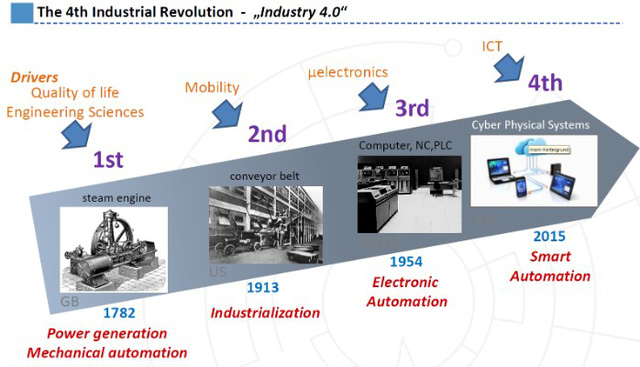 The 4th Industrial Revolution - „Industry 4.0“
Drivers
Quality of life
Engineering Sciences
Mobility
µelectronics
ICT
1st
2nd
3rd
4th
steam engine
conveyor belt
Computer, NC,PLC
Cyber Physical Systems
GB
US
1782
1913
1954
2015
Power generation
Mechanical automation
Industrialization
Electronic
Automation
Smart
Automation